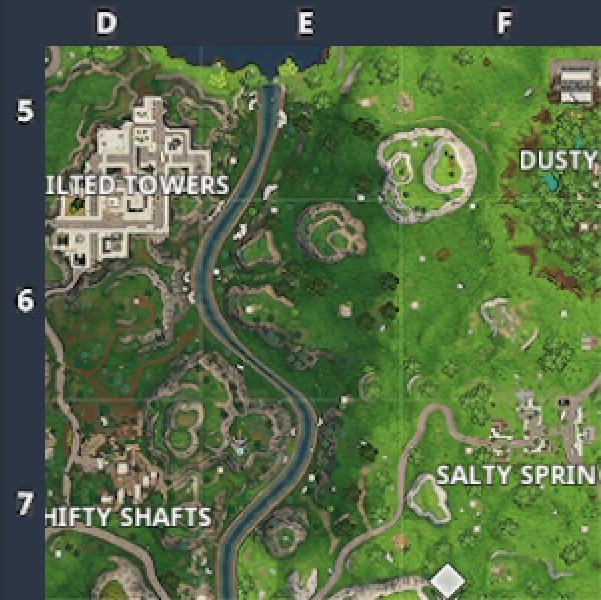 D E F
5
DUSTY
ILTED TOWERS
6
SALTY SPRIN
7
HIFTY SHAFTS